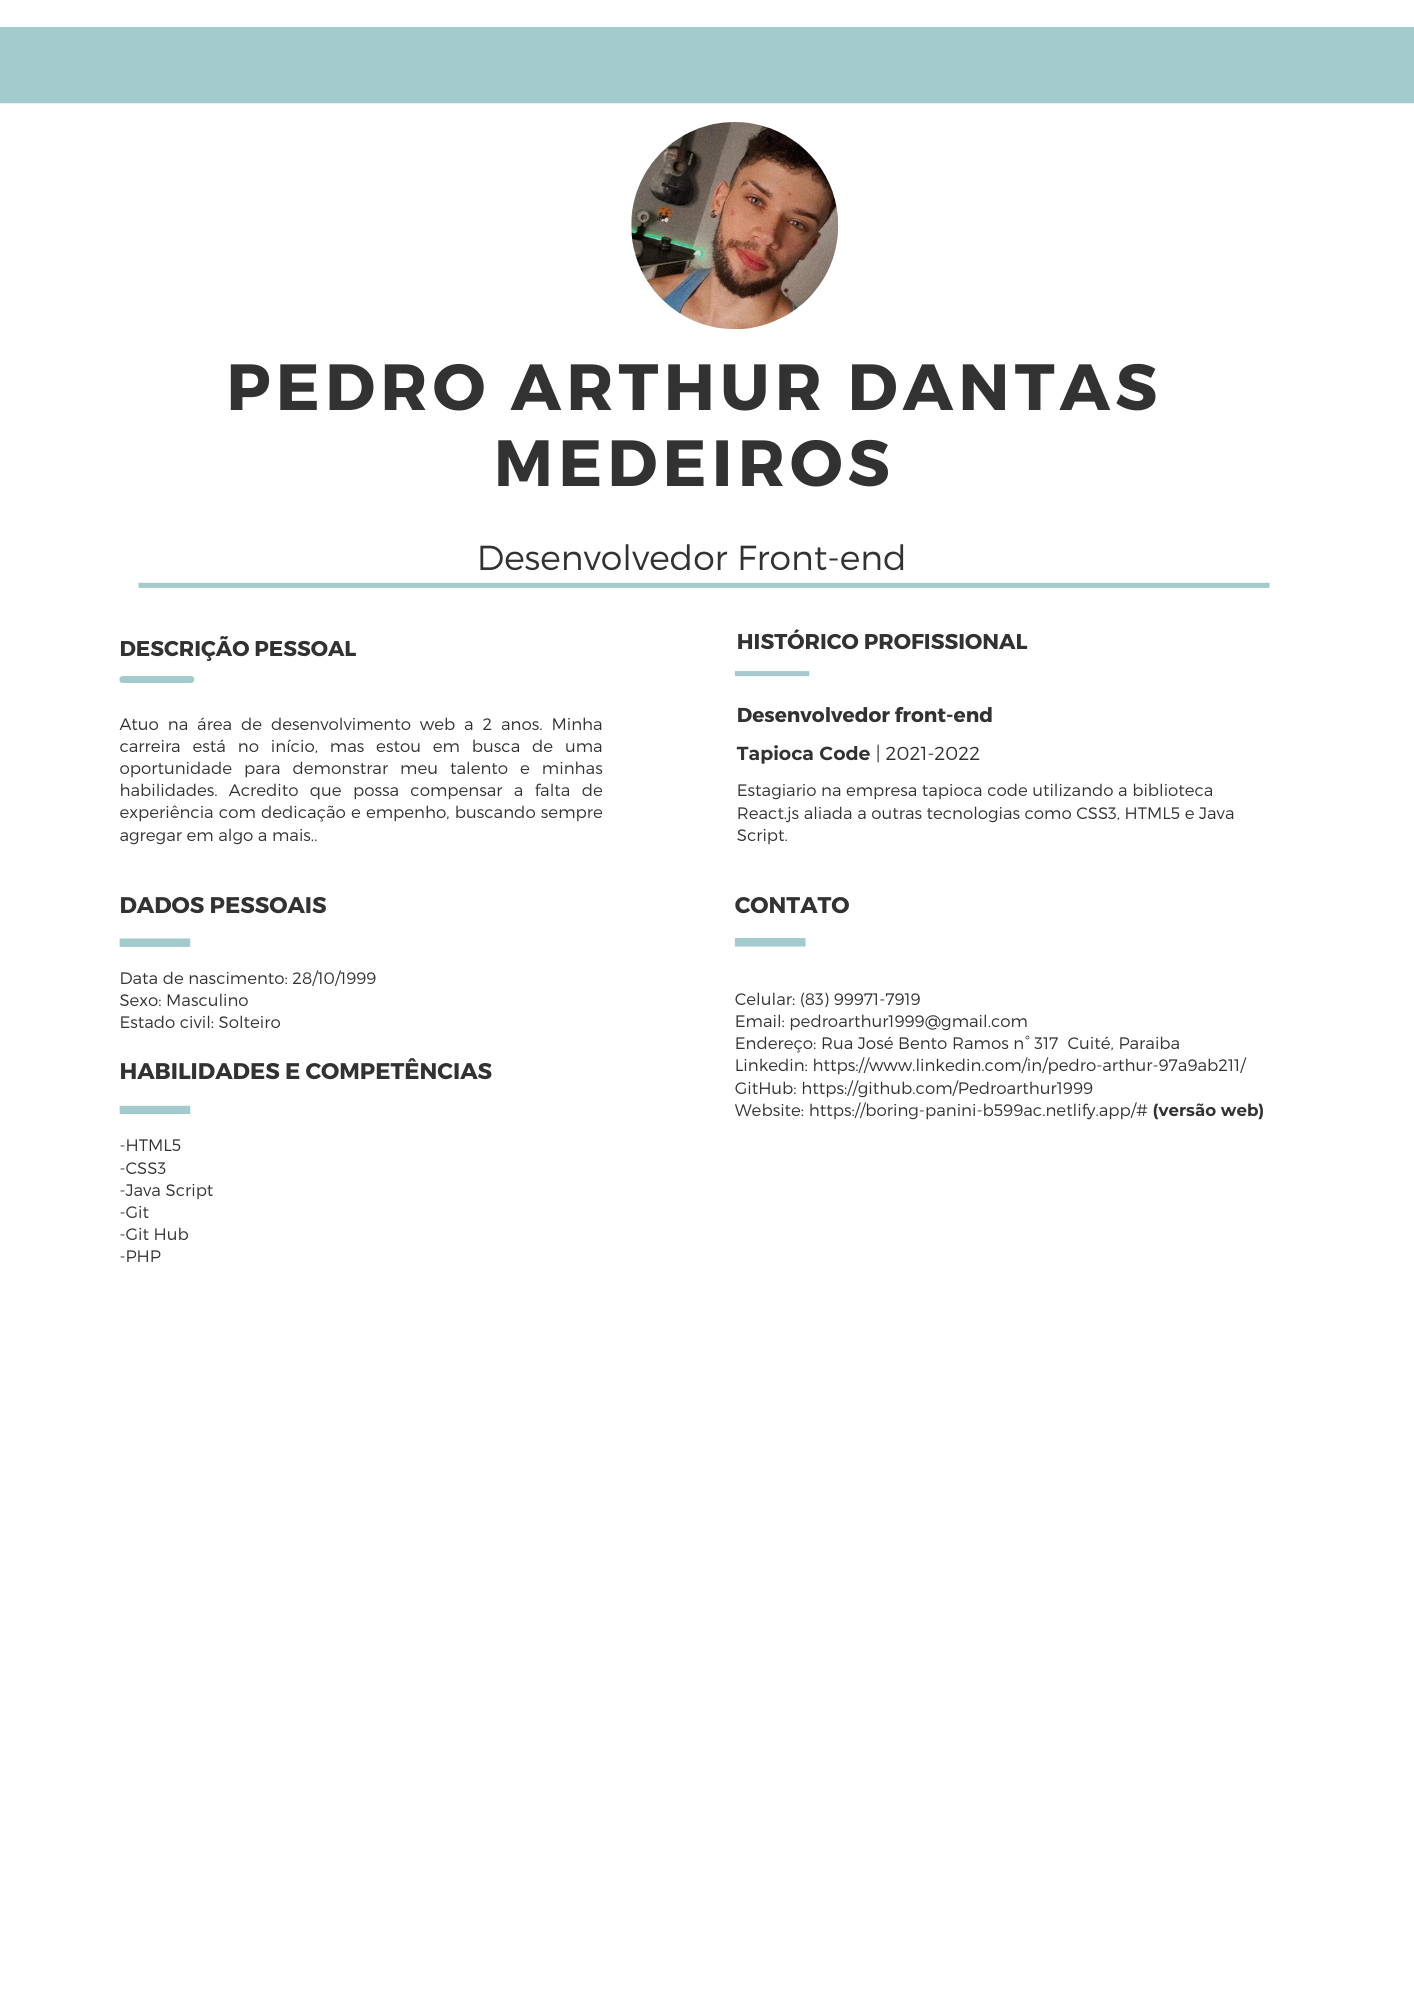 PEDRO ARTHUR DANTAS
MEDEIROS
Desenvolvedor Front-end
DESCRIÇÃO PESSOAL
Atuo na área de desenvolvimento web a 2 anos. Minha
carreira está no início, mas estou em busca de uma
oportunidade para demonstrar meu talento e minhas
habilidades. Acredito que possa compensar a falta de
experiência com dedicação e empenho, buscando sempre
agregar em algo a mais..
DADOS PESSOAIS
Data de nascimento: 28/10/1999
Sexo: Masculino
Estado civil: Solteiro
HABILIDADES E COMPETÊNCIAS
-HTML5
-CSS3
-Java Script
-Git
-Git Hub
-PHP
HISTÓRICO PROFISSIONAL
Desenvolvedor front-end
Tapioca Code | 2021-2022
Estagiario na empresa tapioca code utilizando a biblioteca
React.js aliada a outras tecnologias como CSS3, HTML5 e Java
Script.
CONTATO
Celular: (83) 99971-7919
Email: pedroarthur1999@gmail.com
Endereço: Rua José Bento Ramos n° 317  Cuité, Paraiba
Linkedin: https://www.linkedin.com/in/pedro-arthur-97a9ab211/
GitHub: https://github.com/Pedroarthur1999
Website: https://boring-panini-b599ac.netlify.app/# (versão web)